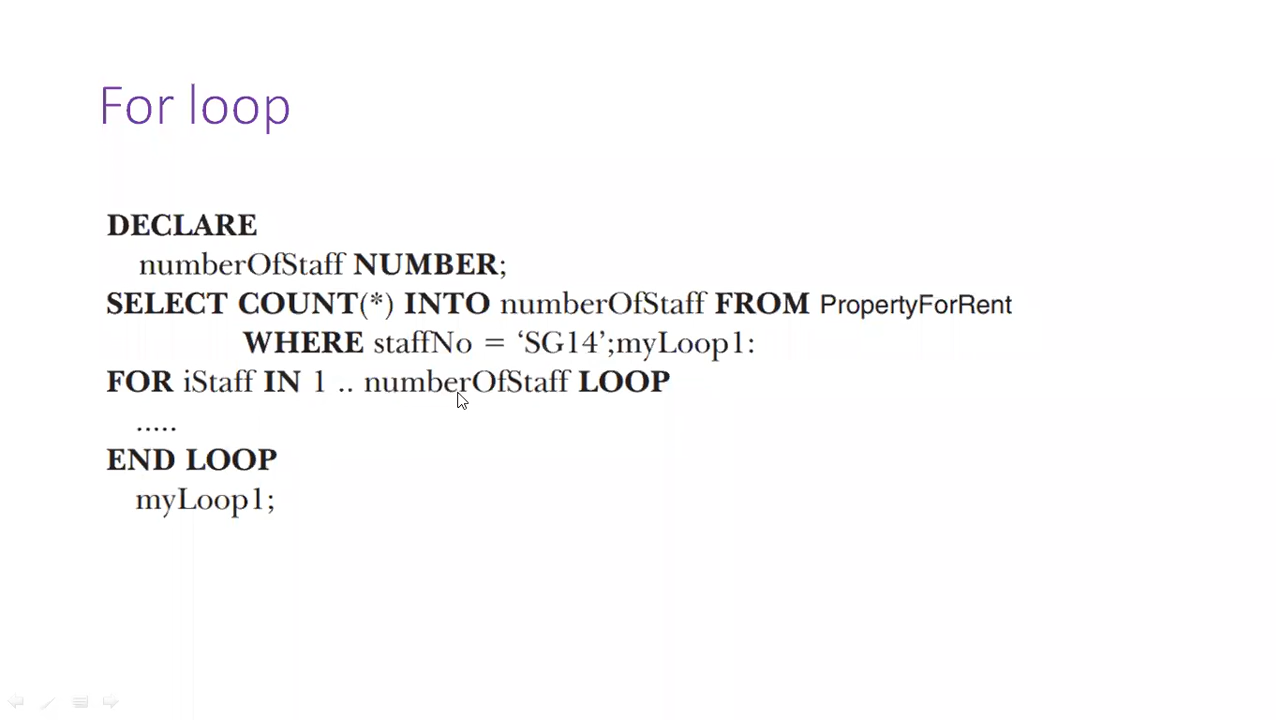 For loop
DECLARE
numberOfStaff NUMBER;
SELECT COUNT(*) INTO numberOfStaff FROM PropertyForRent
WHERE staffNo = ‘SG14’;myLoop1:
FOR iStaff IN 1 .. numberOfStaff LOOP
.....
END LOOP
myLoop1;